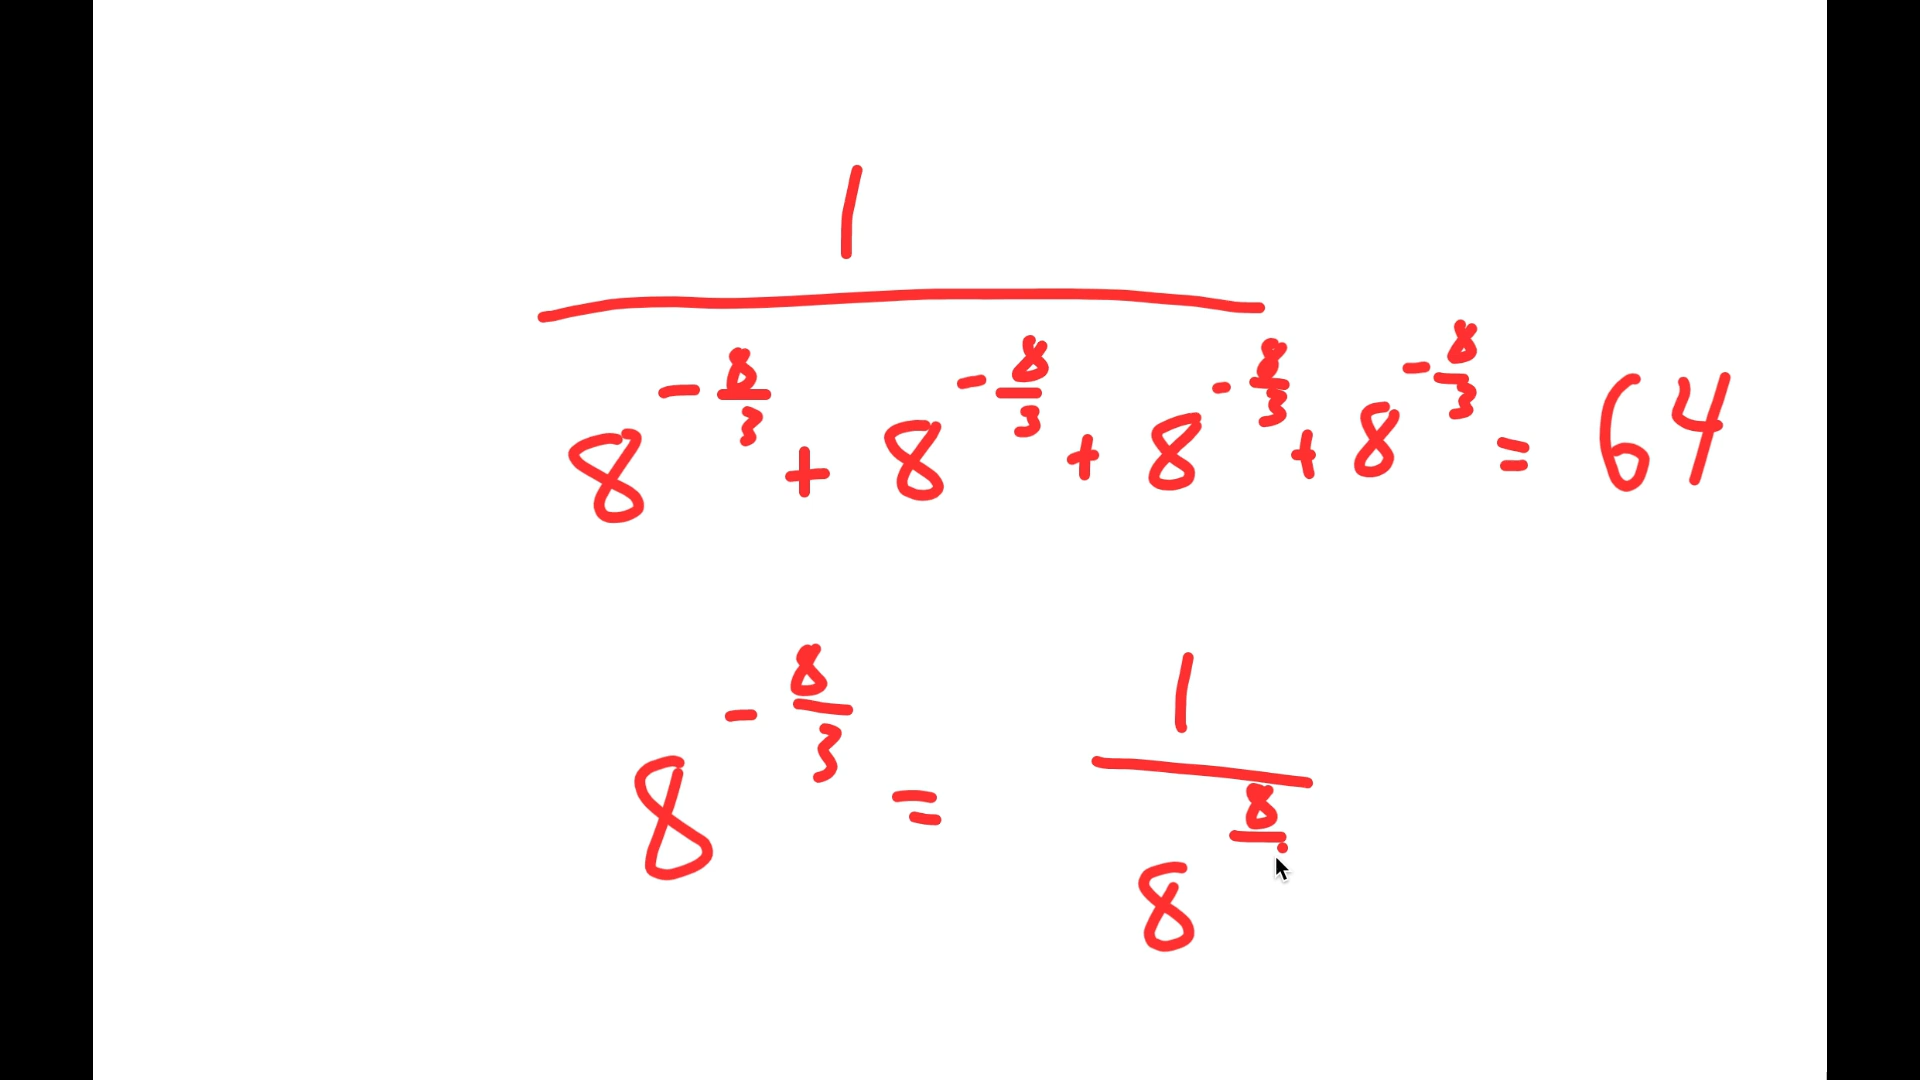 1
8^{-8/3} + 8^{-8/3} + 8^{-8/3} + 8^{-8/3} = 64
8^{-8/3} = 1 / 8^{8/}